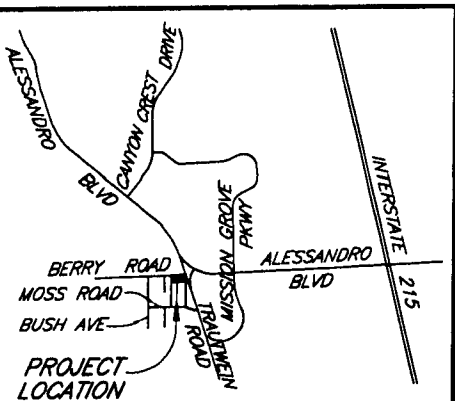 ALESSANDRO
BLVD
CANYON CREST DRIVE
INTERSTATE
215
MISSION GROVE
PKWY
ALESSANDRO
BLVD
BERRY ROAD
MOSS ROAD
BUSH AVE
TRAUTWEIN
ROAD
PROJECT
LOCATION